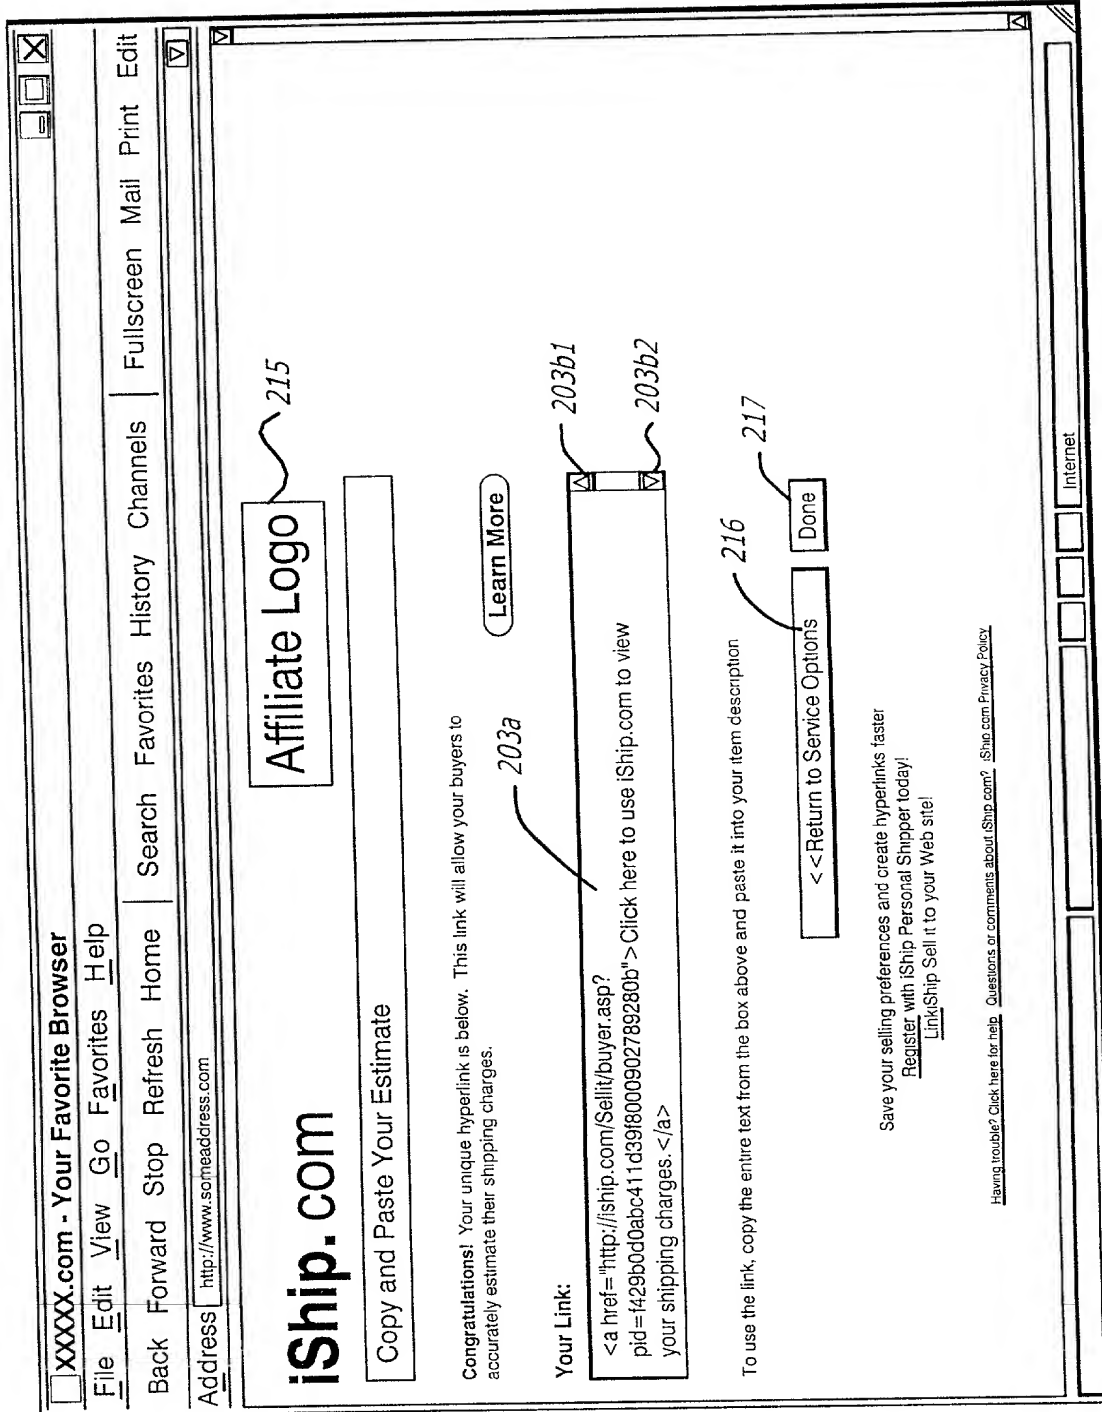 XXXXX.com - Your Favorite Browser
File Edit View Go Favorites Help
Back Forward Stop Refresh Home Search Favorites History Channels Fullscreen Mail Print Edit
Address http://www.someaddress.com
iShip.com
Affiliate Logo
215
Copy and Paste Your Estimate
Congratulations! Your unique hyperlink is below. This link will allow your buyers to
accurately estimate their shipping charges.
Learn More
203a
Your Link:
203b1
<a href="http://iship.com/Sellit/buyer.asp?
pid=f429b0d0abc411d39f8000902789280b">Click here to use iShip.com to view
your shipping charges.</a>
203b2
To use the link, copy the entire text from the box above and paste it into your item description
216
217
<<Return to Service Options
Done
Save your selling preferences and create hyperlinks faster
Register with iShip Personal Shipper today!
LinkiShip Sell it to your Web site!
Having trouble? Click here for help Questions or comments about iShip com? iShip com Privacy Policy
Internet